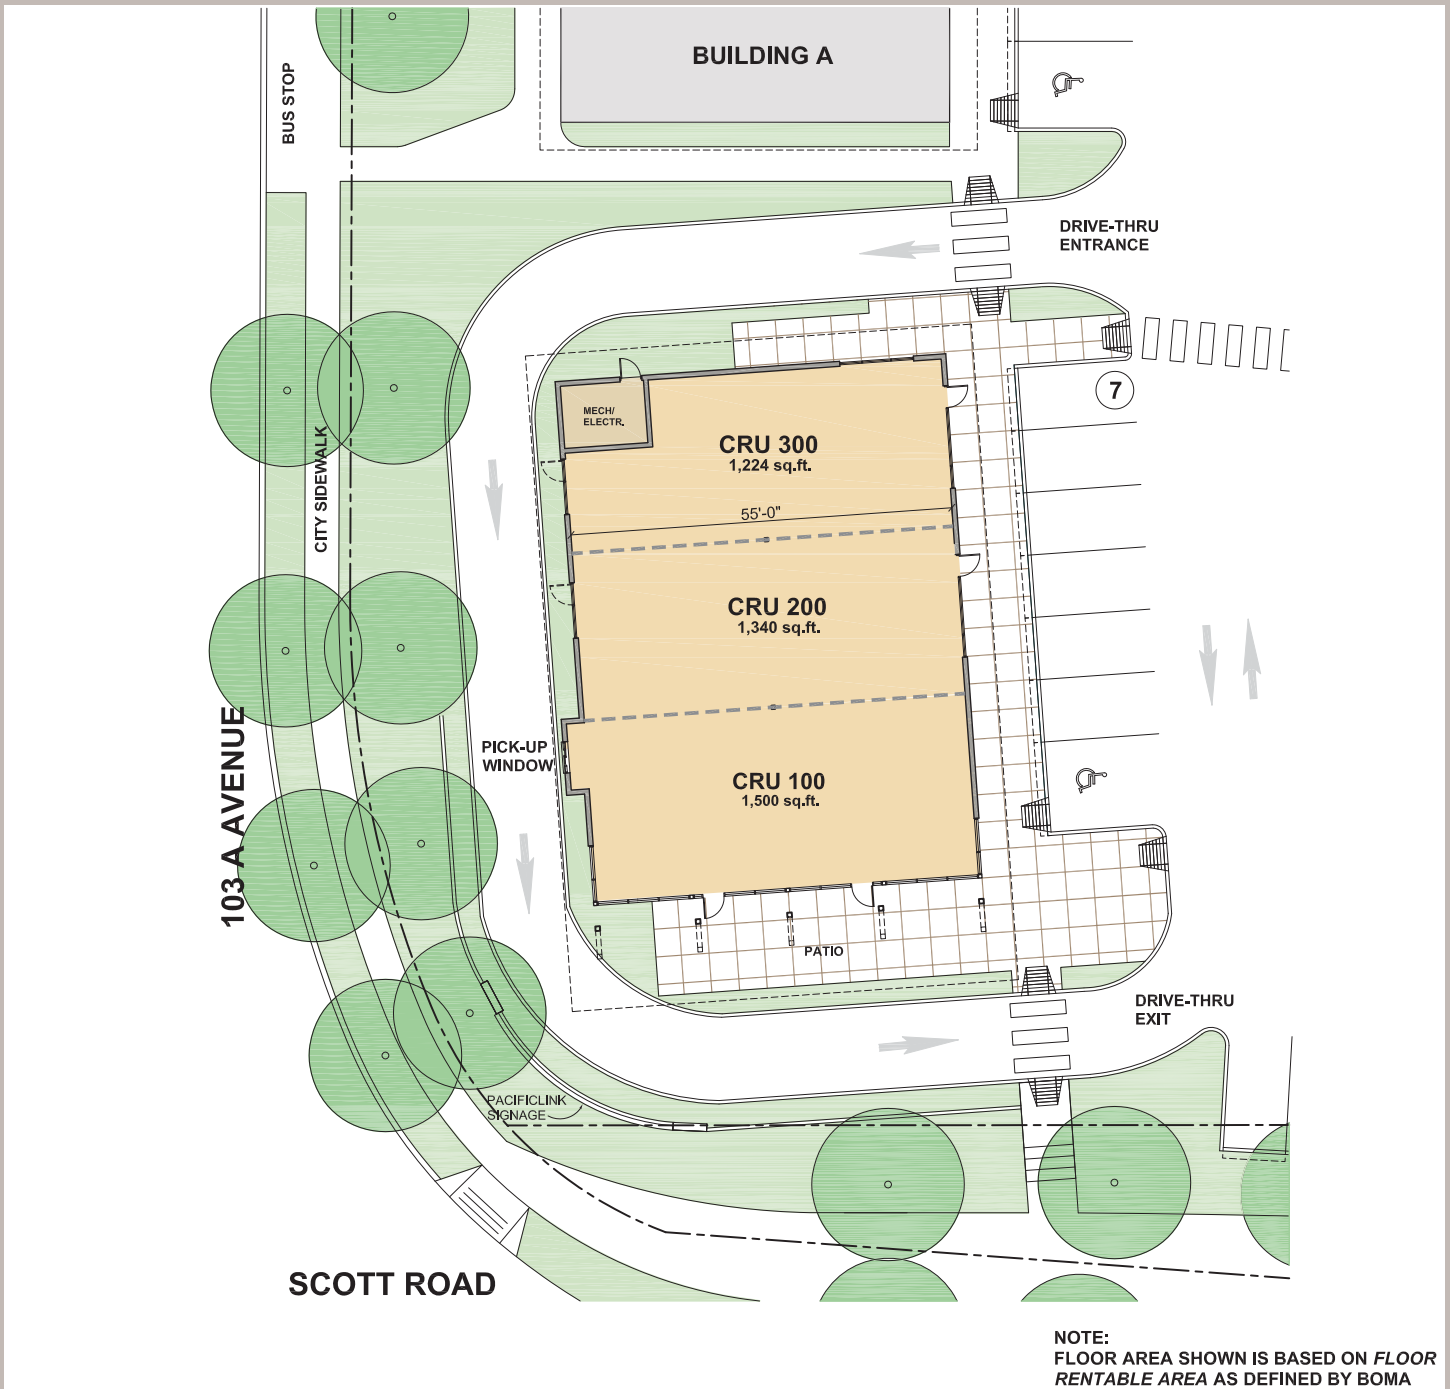 BUILDING A
BUS STOP
DRIVE-THRU
ENTRANCE
7
MECH/
ELECTR.
CRU 300
1,224 sq.ft.
CITY SIDEWALK
55'-0"
CRU 200
1,340 sq.ft.
103 A AVENUE
PICK-UP
WINDOW
CRU 100
1,500 sq.ft.
PATIO
DRIVE-THRU
EXIT
PACIFICLINK
SIGNAGE
SCOTT ROAD
NOTE:
FLOOR AREA SHOWN IS BASED ON FLOOR
RENTABLE AREA AS DEFINED BY BOMA